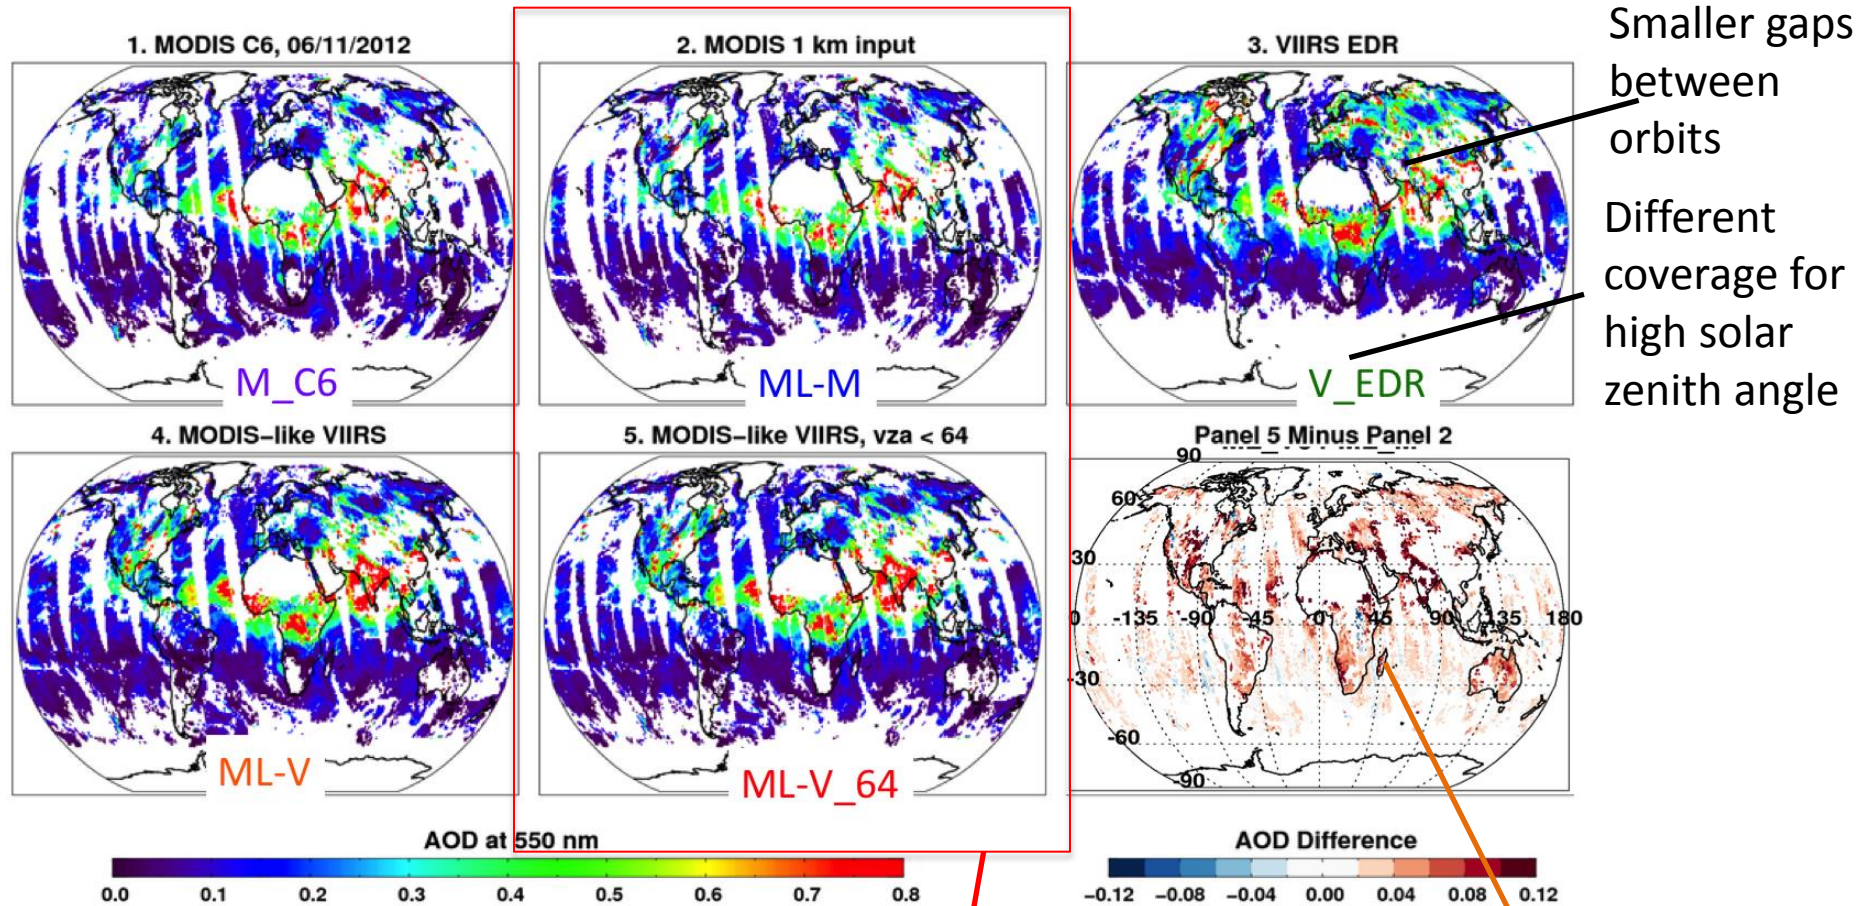 1. MODIS C6, 06/11/2012
2. MODIS 1 km input
3. VIIRS EDR
Smaller gaps
between
orbits
Different
coverage for
high solar
zenith angle
M_C6
ML-M
V_EDR
4. MODIS-like VIIRS
5. MODIS-like VIIRS, vza < 64
Panel 5 Minus Panel 2
90
60
30
0 -135 -90 -45 0 45 90 135 180
-30
-60
-90
ML-V
ML-V_64
AOD at 550 nm
0.0 0.1 0.2 0.3 0.4 0.5 0.6 0.7 0.8
AOD Difference
-0.12 -0.08 -0.04 0.00 0.04 0.08 0.12